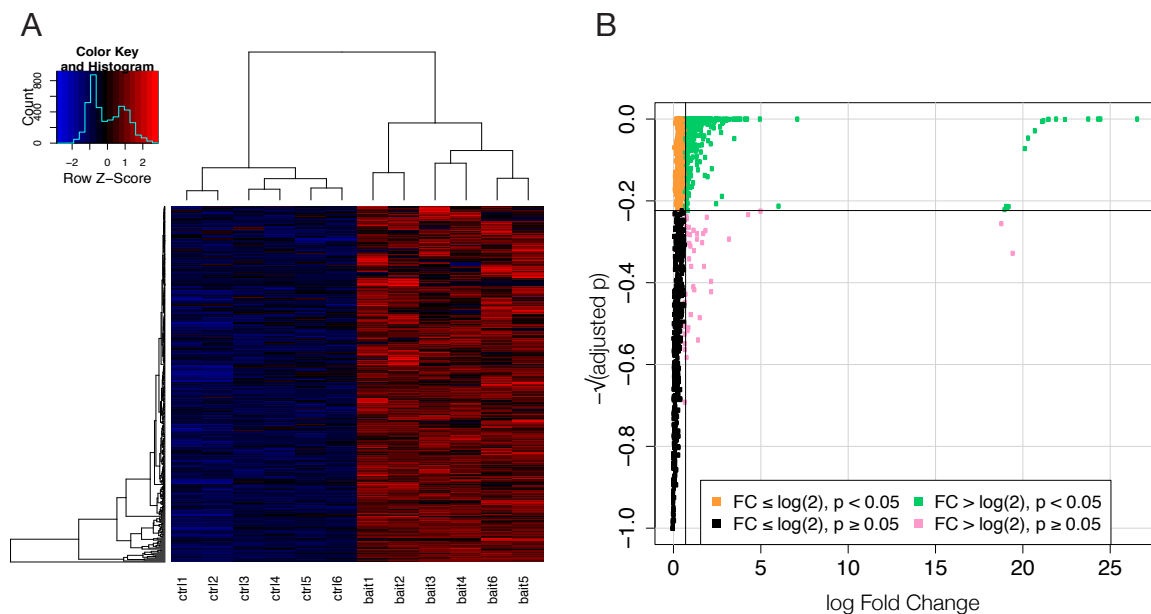 A
Color Key
and Histogram
Count
0 400 800
−2 0 1 2
Row Z−Score
ctrl1 ctrl2 ctrl3 ctrl4 ctrl5 ctrl6 bait1 bait2 bait3 bait4 bait6 bait5
B
−√(adjusted p)
0.0
−0.2
−0.4
−0.6
−0.8
−1.0
FC ≤ log(2), p < 0.05 FC > log(2), p < 0.05
FC ≤ log(2), p ≥ 0.05 FC > log(2), p ≥ 0.05
0 5 10 15 20 25
log Fold Change